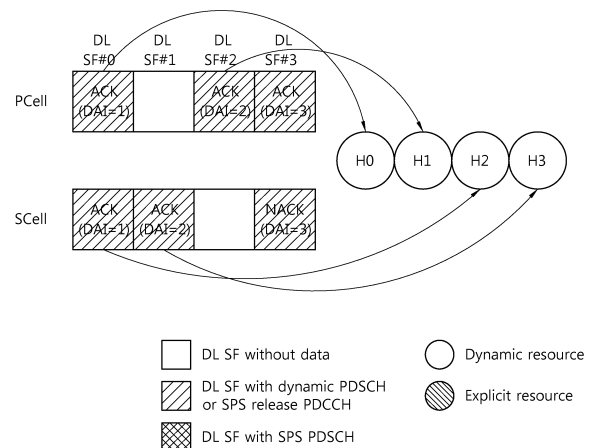 DL DL DL DL
SF#0 SF#1 SF#2 SF#3
PCell
ACK ACK ACK
(DAI=1) (DAI=2) (DAI=3)
H0 H1 H2 H3
SCell
ACK ACK NACK
(DAI=1) (DAI=2) (DAI=3)
DL SF without data
Dynamic resource
DL SF with dynamic PDSCH
or SPS release PDCCH
Explicit resource
DL SF with SPS PDSCH